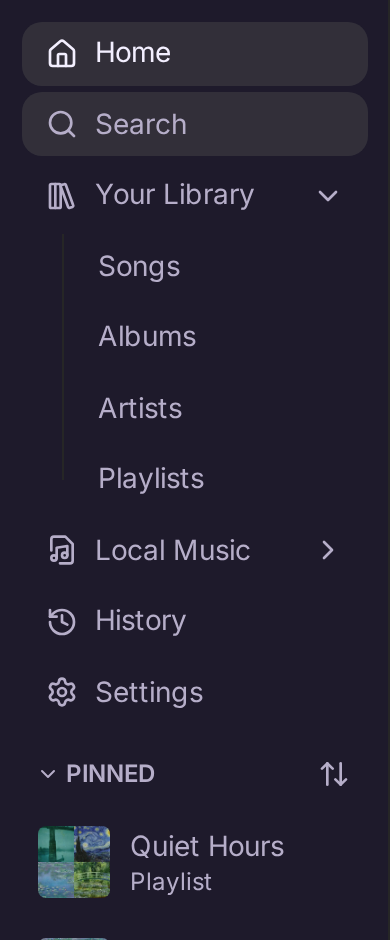 Home
Search
Your Library
Songs
Albums
Artists
Playlists
Local Music
History
Settings
PINNED
Quiet Hours
Playlist